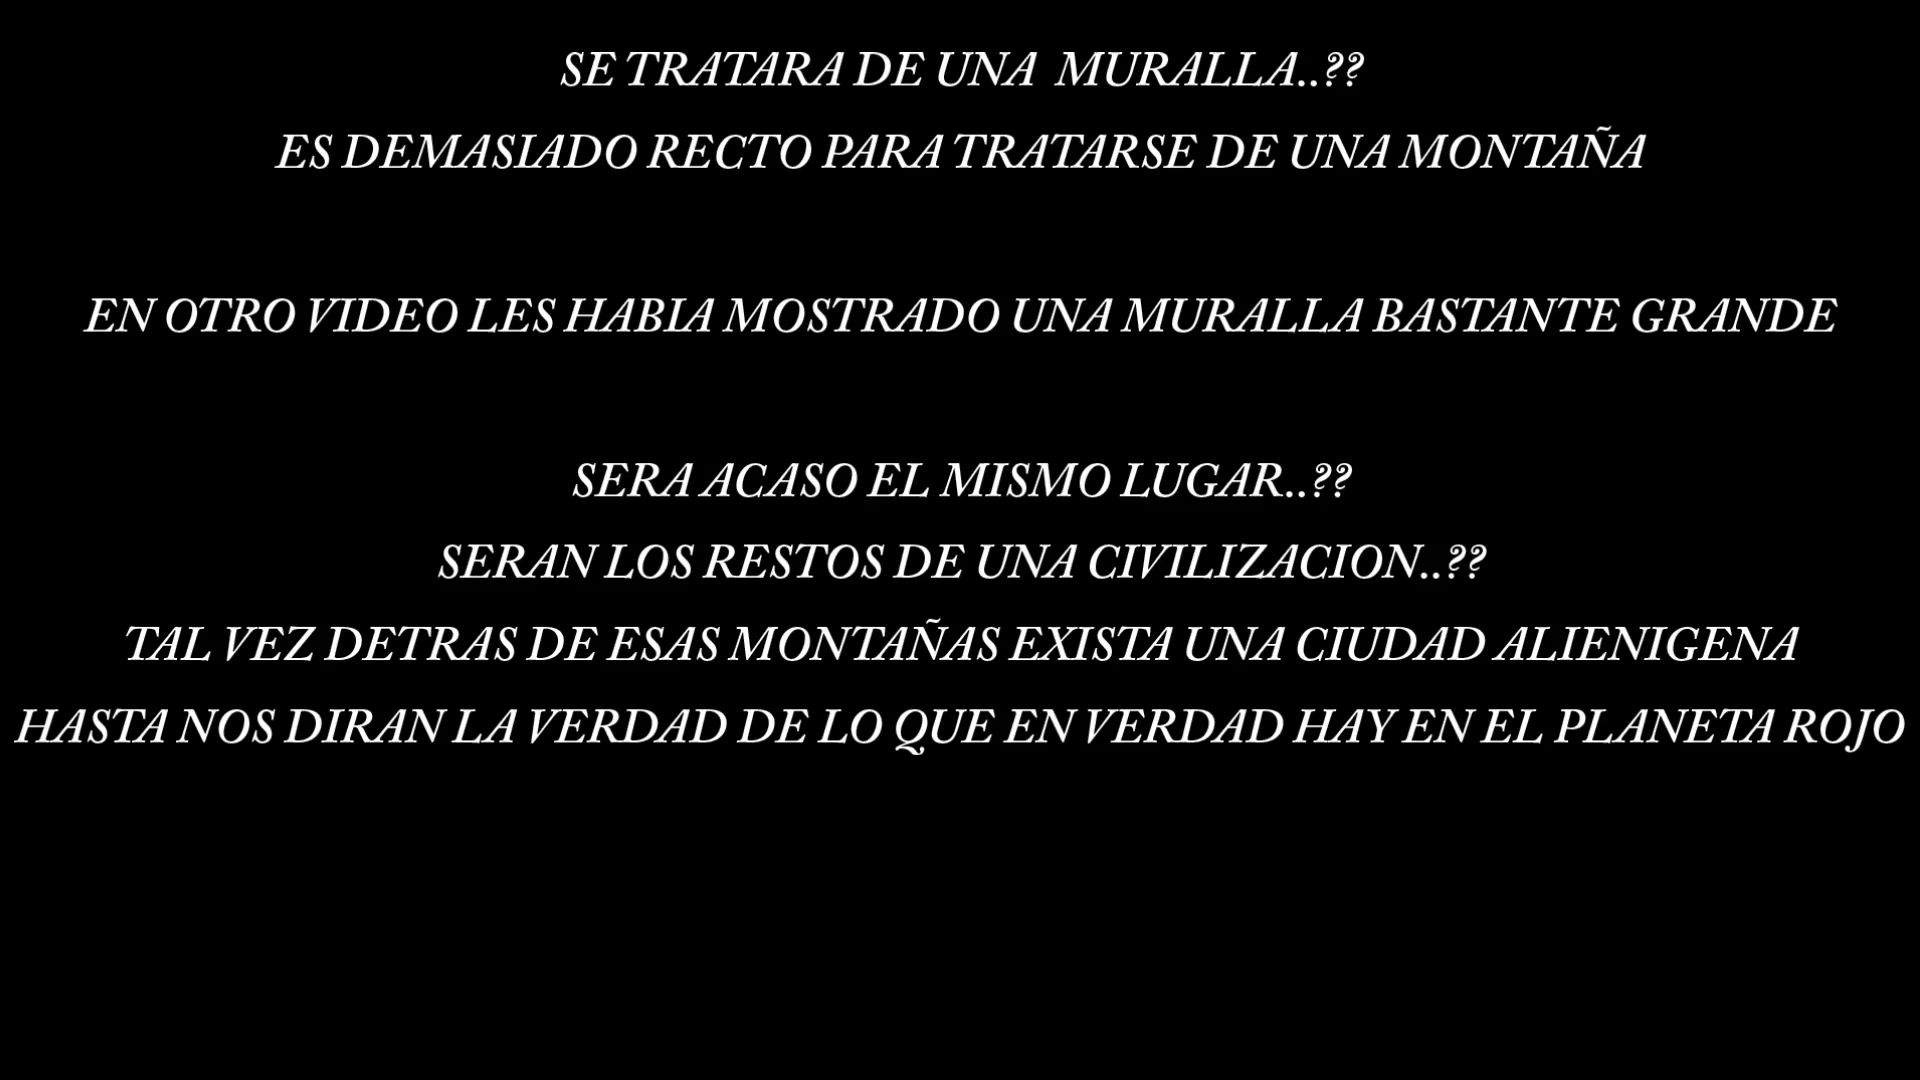 SE TRATARA DE UNA MURALLA..??
ES DEMASIADO RECTO PARA TRATARSE DE UNA MONTAÑA
EN OTRO VIDEO LES HABIA MOSTRADO UNA MURALLA BASTANTE GRANDE
SERA ACASO EL MISMO LUGAR..??
SERAN LOS RESTOS DE UNA CIVILIZACION..??
TAL VEZ DETRAS DE ESAS MONTAÑAS EXISTA UNA CIUDAD ALIENIGENA
HASTA NOS DIRAN LA VERDAD DE LO QUE EN VERDAD HAY EN EL PLANETA ROJO